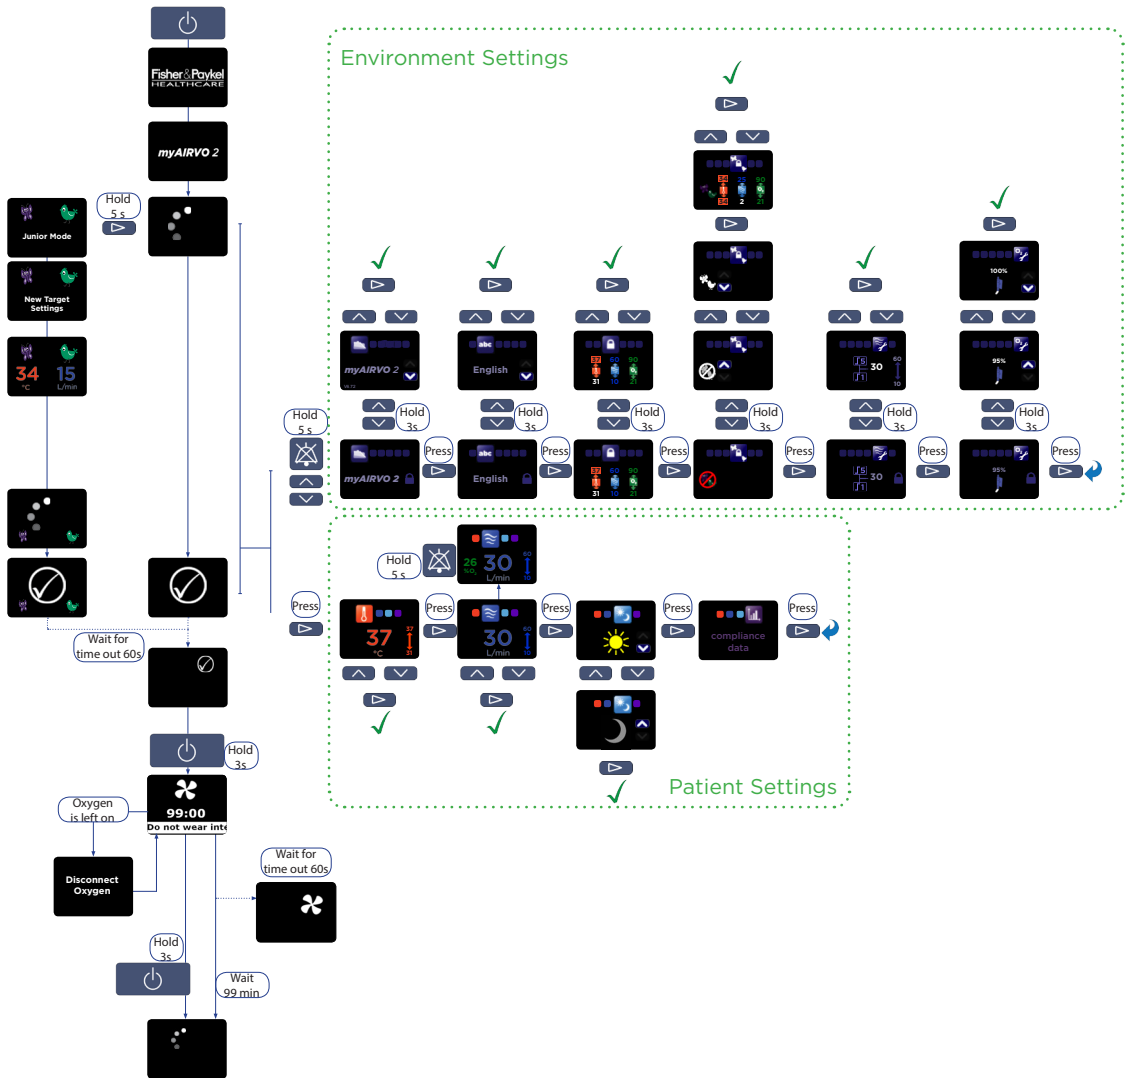 Environment Settings
Fisher&Paykel
HEALTHCARE
myAIRVO 2
Hold
5 s
Junior Mode
New Target
Settings
34
°C
15
L/min
Wait for
time out 60s
Hold
3s
99:00
Do not wear inte
Oxygen
is left on
Disconnect
Oxygen
Wait for
time out 60s
Hold
3s
Wait
99 min
Hold
5 s
34 25 90
34 2 21
100%
myAIRVO 2
abc
English
37 60 90
31 10 21
5
1
30
60
10
95%
Hold
3s
Hold
3s
Hold
3s
Hold
3s
Hold
3s
Hold
3s
myAIRVO 2
Press
abc
English
Press
37 60 90
31 10 21
Press
Press
5
1
30
Press
95%
Press
Hold
5 s
26
%O₂
30
L/min
60
10
Press
37
°C
37
31
Press
30
L/min
60
10
Press
Press
compliance
data
Press
Patient Settings